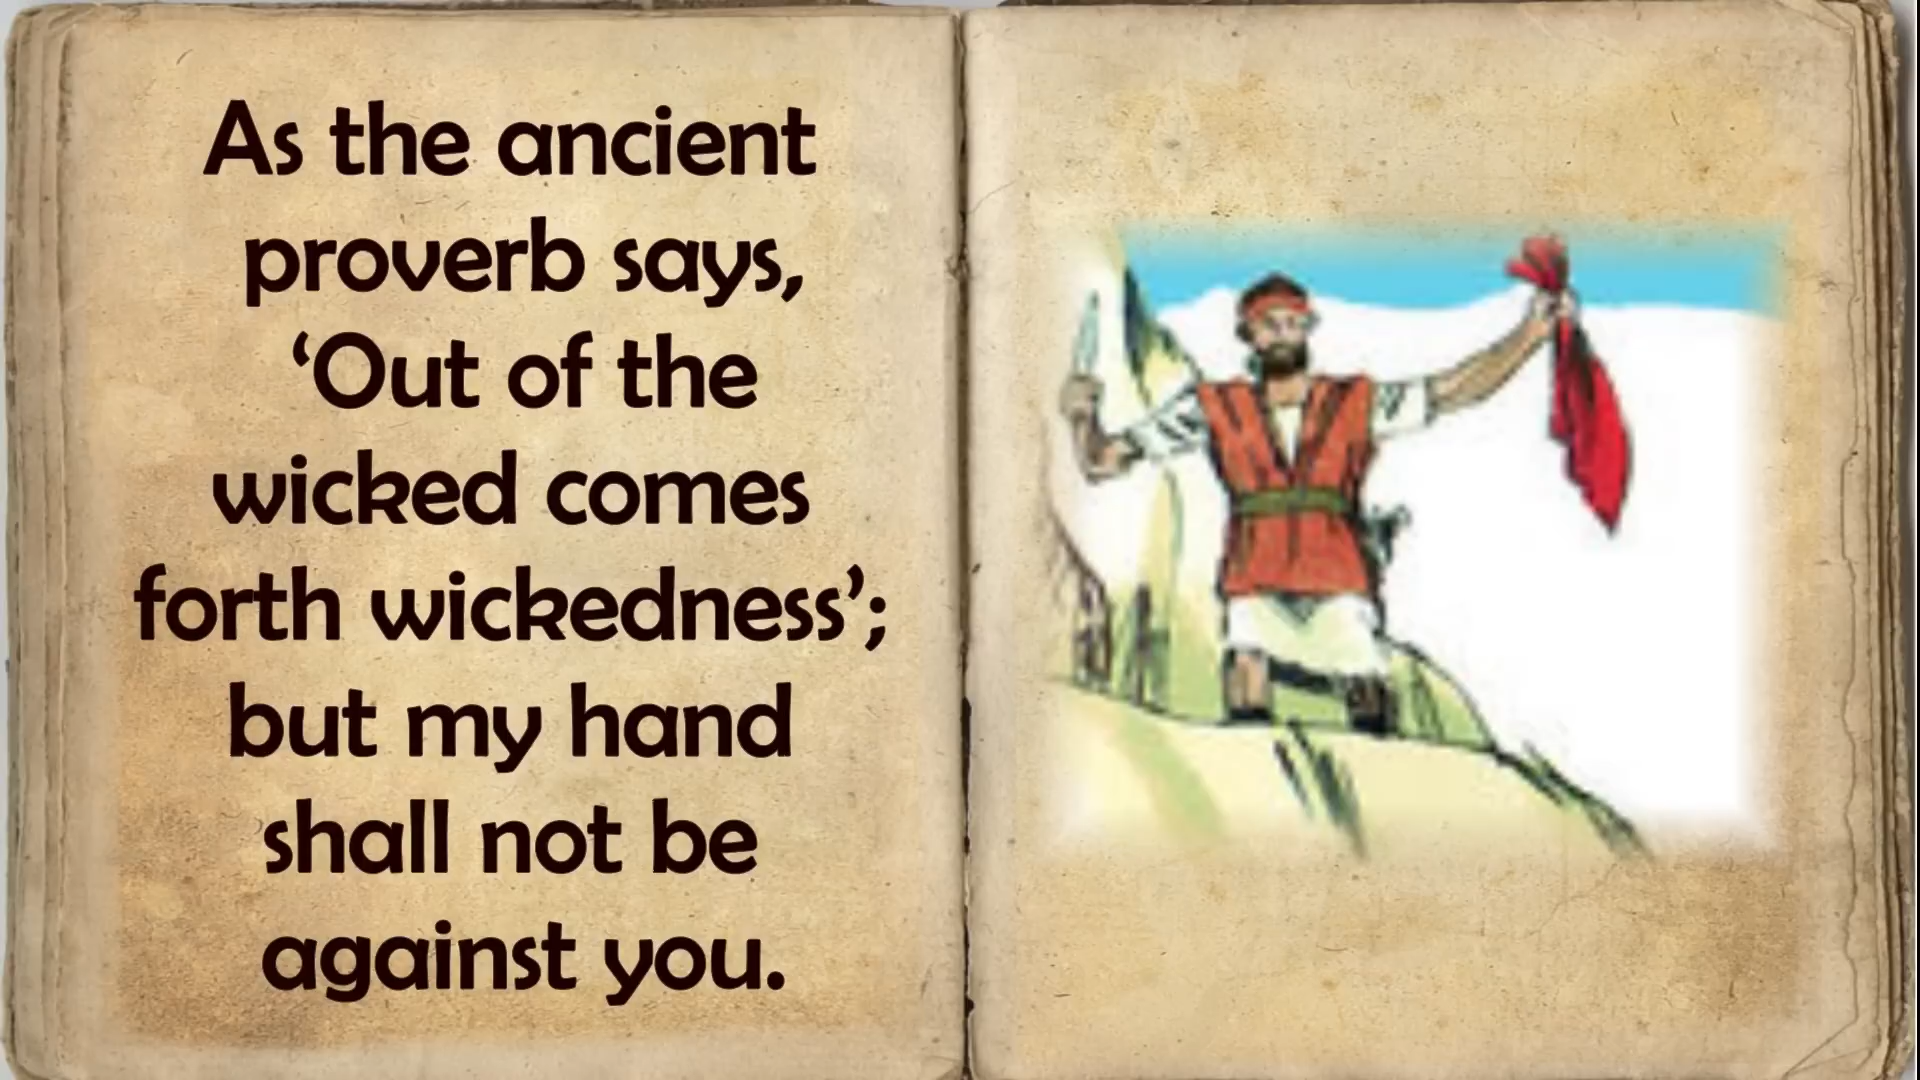 As the ancient
proverb says,
‘Out of the
wicked comes
forth wickedness’;
but my hand
shall not be
against you.